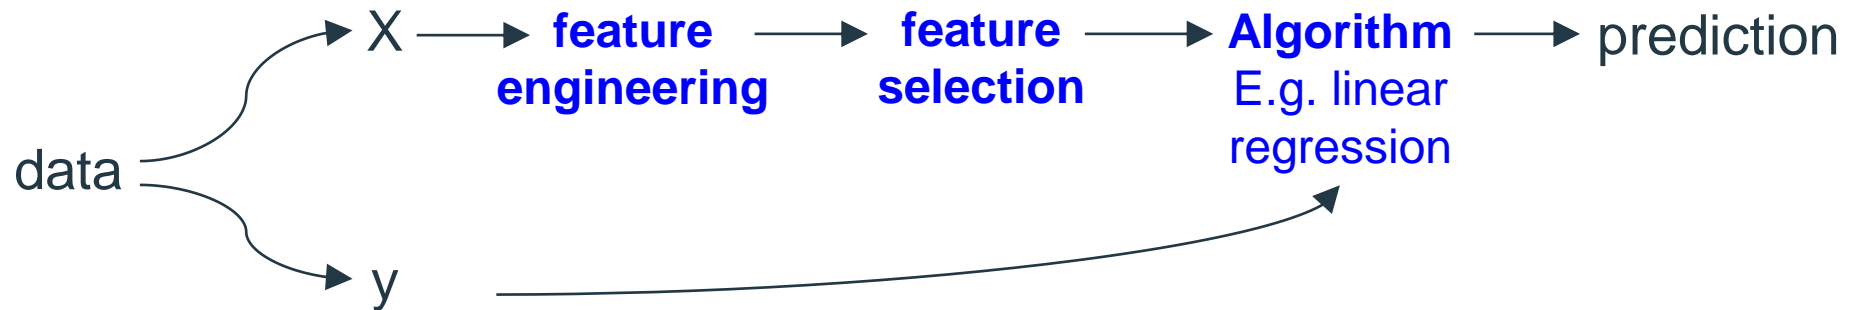 X
feature
engineering
feature
selection
Algorithm
E.g. linear
regression
prediction
data
y